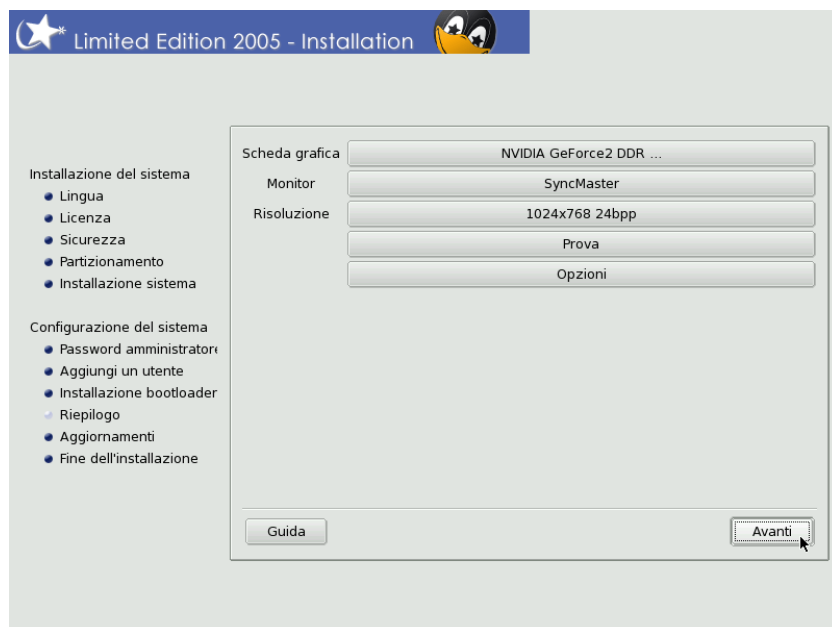 Limited Edition 2005 - Installation
Installazione del sistema
Lingua
Licenza
Sicurezza
Partizionamento
Installazione sistema
Configurazione del sistema
Password amministratore
Aggiungi un utente
Installazione bootloader
Riepilogo
Aggiornamenti
Fine dell'installazione
Scheda grafica NVIDIA GeForce2 DDR ...
Monitor SyncMaster
Risoluzione 1024x768 24bpp
Prova
Opzioni
Guida Avanti